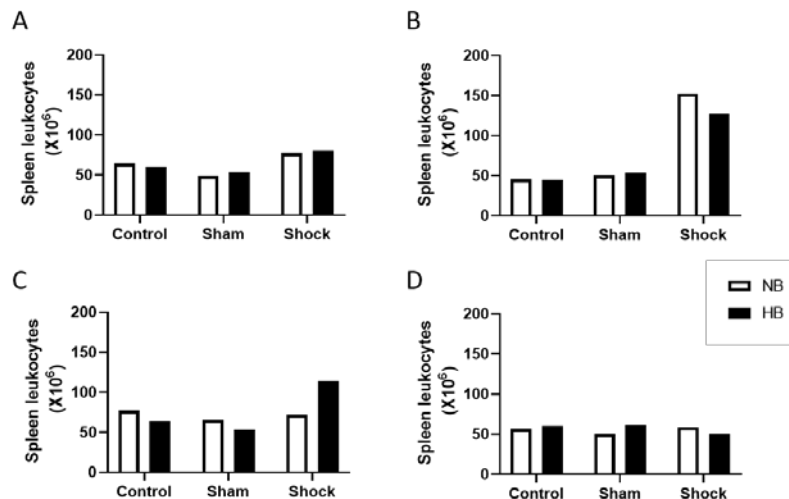 A
Spleen leukocytes
(X10⁶)
200
150
100
50
0
Control Sham Shock
B
Spleen leukocytes
(X10⁶)
200
150
100
50
0
Control Sham Shock
C
Spleen leukocytes
(X10⁶)
200
150
100
50
0
Control Sham Shock
D
Spleen leukocytes
(X10⁶)
200
150
100
50
0
Control Sham Shock
NB
HB